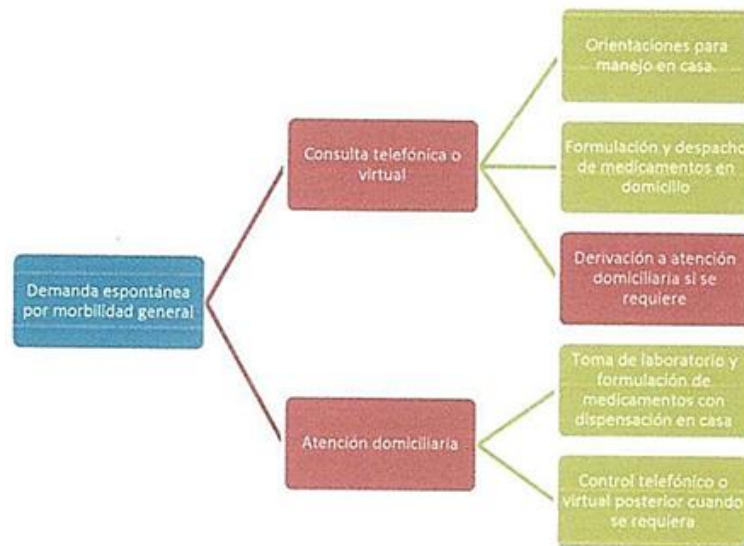 Demanda espontánea
por morbilidad general
Consulta telefónica o
virtual
Orientaciones para
manejo en casa.
Formulación y despacho
de medicamentos en
domicilio
Derivación a atención
domiciliaria si se
requiere
Atención domiciliaria
Toma de laboratorio y
formulación de
medicamentos con
dispensación en casa
Control telefónico o
virtual posterior cuando
se requiera